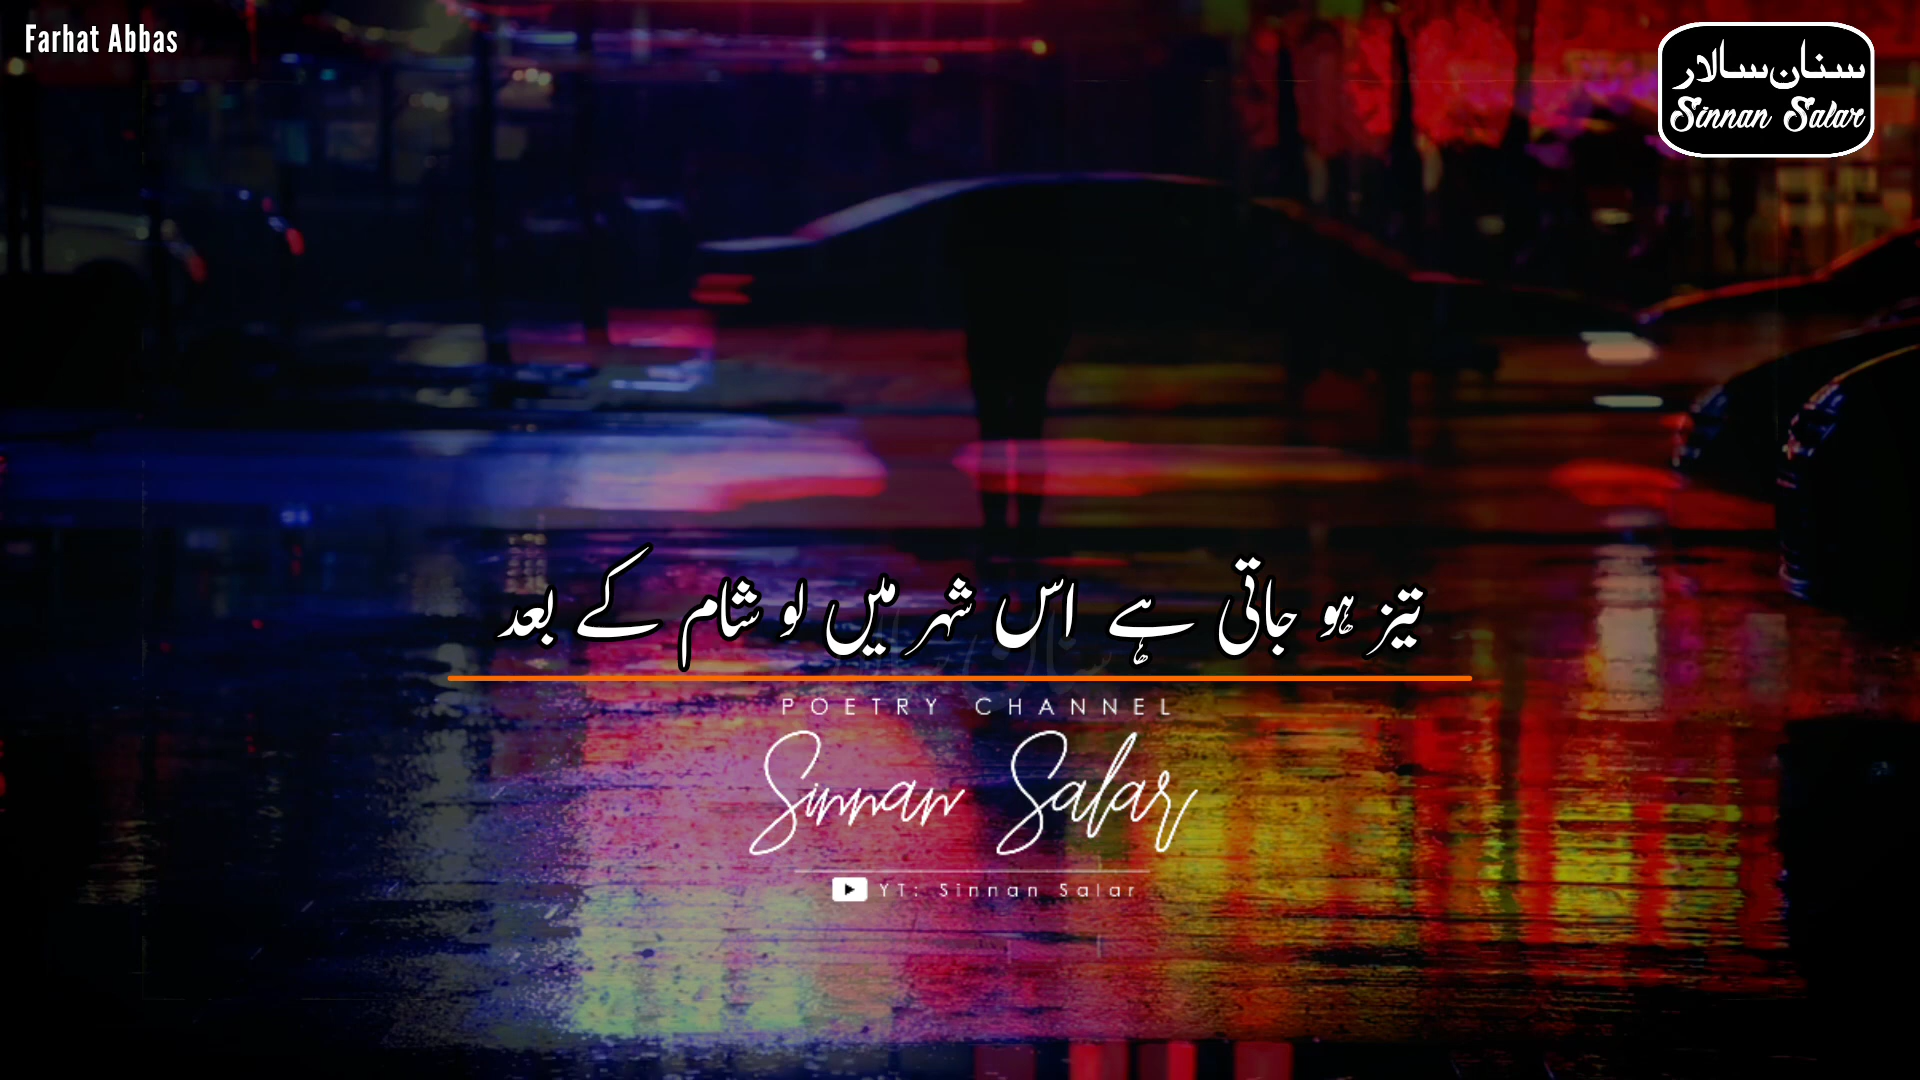 Farhat Abbas
سنان سالار
Sinnan Salar
تیز ہو جاتی ہے اس شہر میں لو شام کے بعد
POETRY CHANNEL
Sinnan Salar
YT: Sinnan Salar